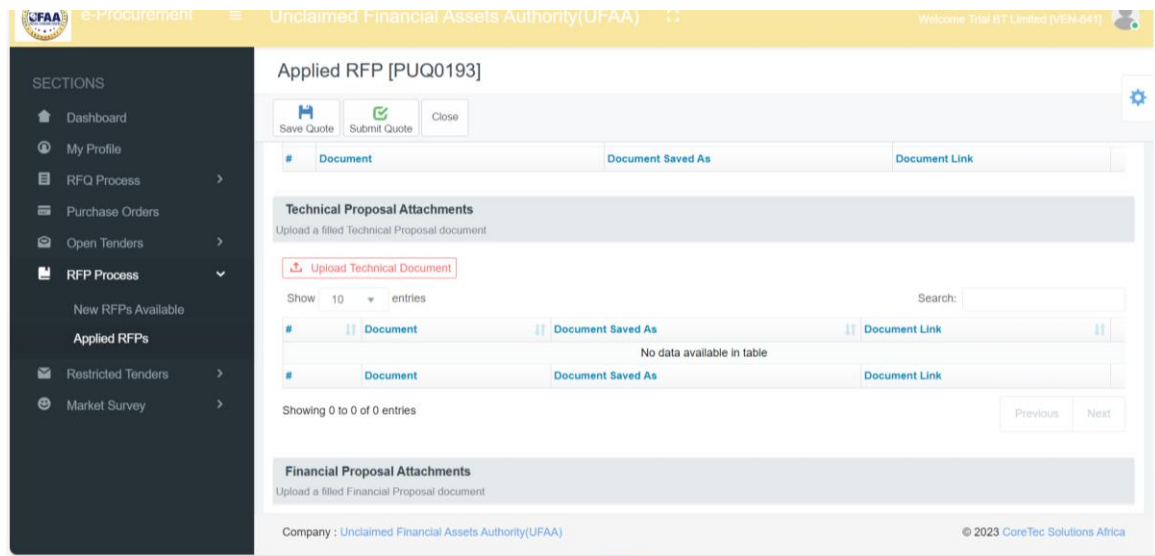 UFAA
e-Procurement
Unclaimed Financial Assets Authority(UFAA)
Welcome Trial BT Limited [VEN-641]
SECTIONS
Dashboard
My Profile
RFQ Process
Purchase Orders
Open Tenders
RFP Process
New RFPs Available
Applied RFPs
Restricted Tenders
Market Survey
Applied RFP [PUQ0193]
Save Quote Submit Quote Close
# Document Document Saved As Document Link
Technical Proposal Attachments
Upload a filled Technical Proposal document
Upload Technical Document
Show 10 entries Search:
# Document Document Saved As Document Link
No data available in table
# Document Document Saved As Document Link
Showing 0 to 0 of 0 entries
Previous Next
Financial Proposal Attachments
Upload a filled Financial Proposal document
Company : Unclaimed Financial Assets Authority(UFAA) © 2023 CoreTec Solutions Africa